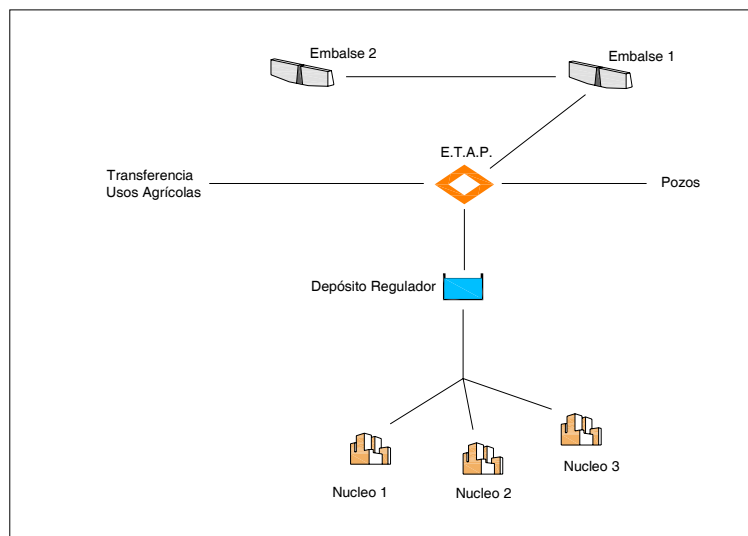 Embalse 2
Embalse 1
E.T.A.P.
Transferencia
Usos Agrícolas
Pozos
Depósito Regulador
Nucleo 3
Nucleo 1
Nucleo 2